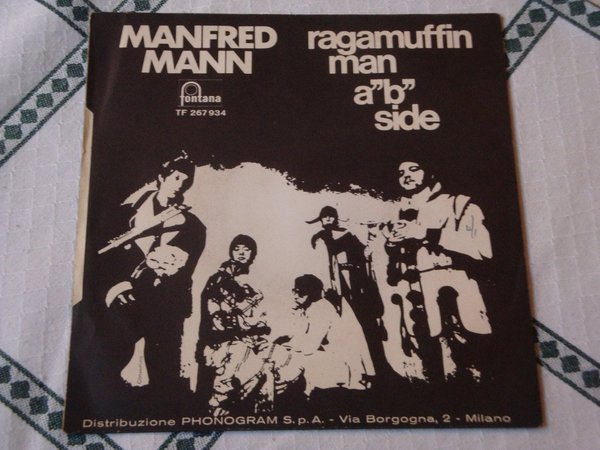 MANFRED
MANN
ragamuffin
man
a"b"
side
fontana
TF 267934
Distribuzione PHONOGRAM S.p.A. - Via Borgogna, 2 - Milano